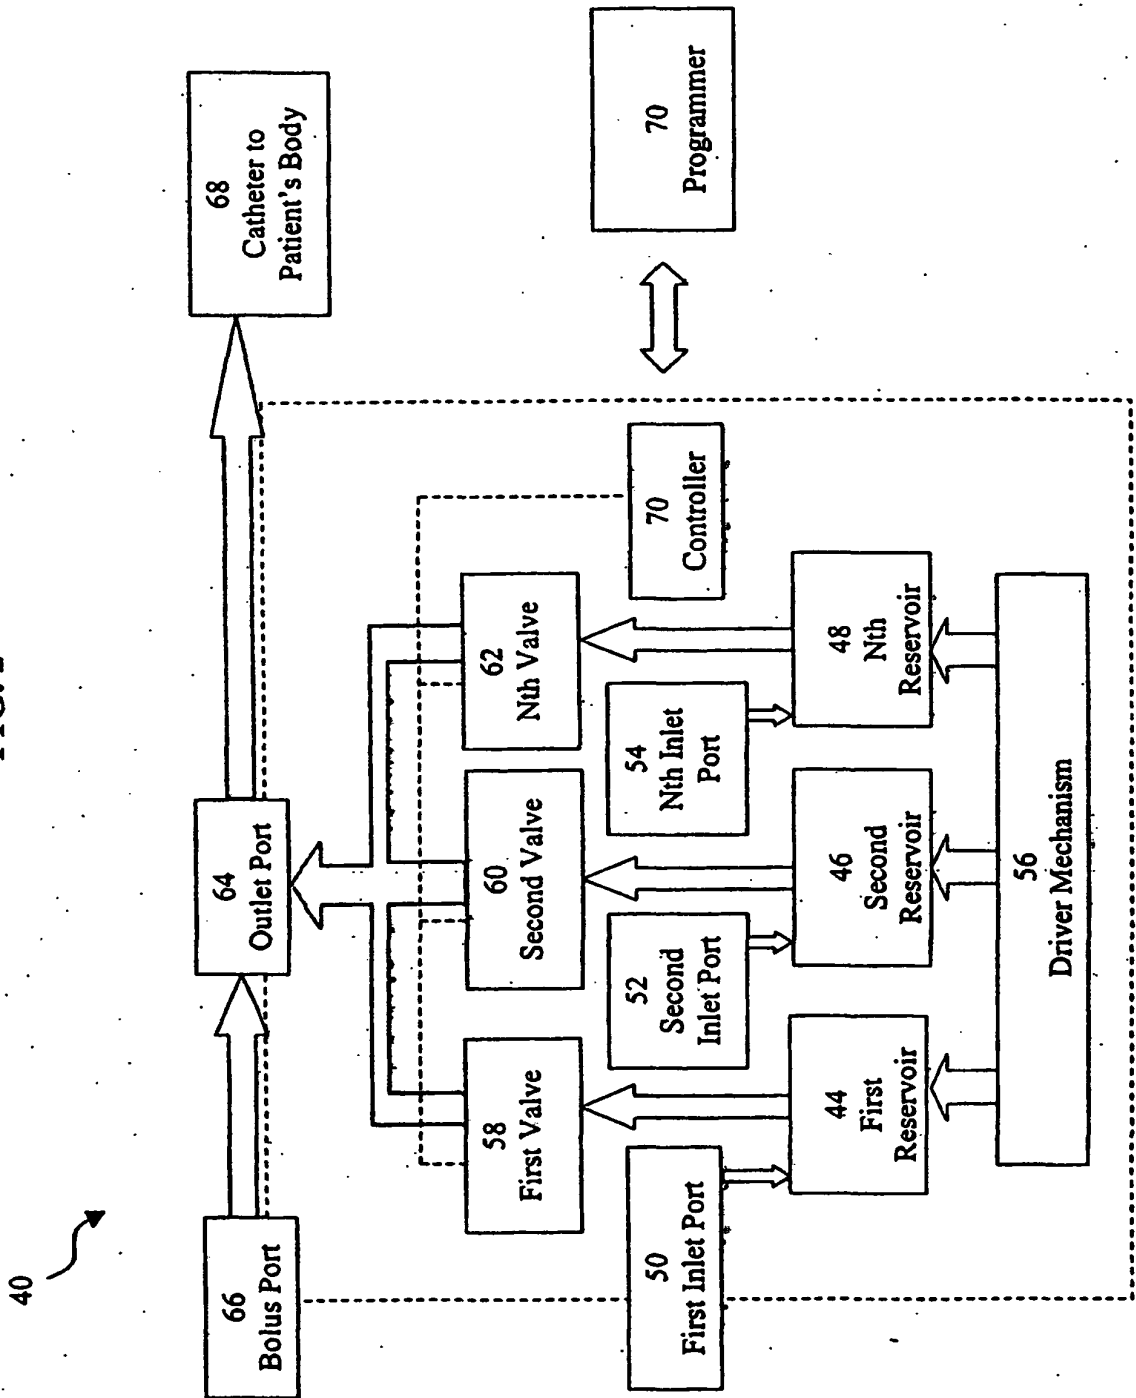 40
66
Bolus Port
64
Outlet Port
68
Catheter to
Patient's Body
58
First Valve
60
Second Valve
62
Nth Valve
50
First Inlet Port
52
Second
Inlet Port
54
Nth Inlet
Port
70
Controller
70
Programmer
44
First
Reservoir
46
Second
Reservoir
48
Nth
Reservoir
56
Driver Mechanism